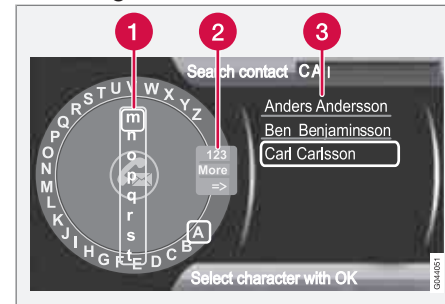 1
2
3
Search contact CA
Anders Andersson
Ben Benjaminsson
Carl Carlsson
A B C D E F G H I J K L M N O P Q R S T U V W X Y Z
m
n
o
p
q
r
s
t
123
More
=>
Select character with OK
G044051